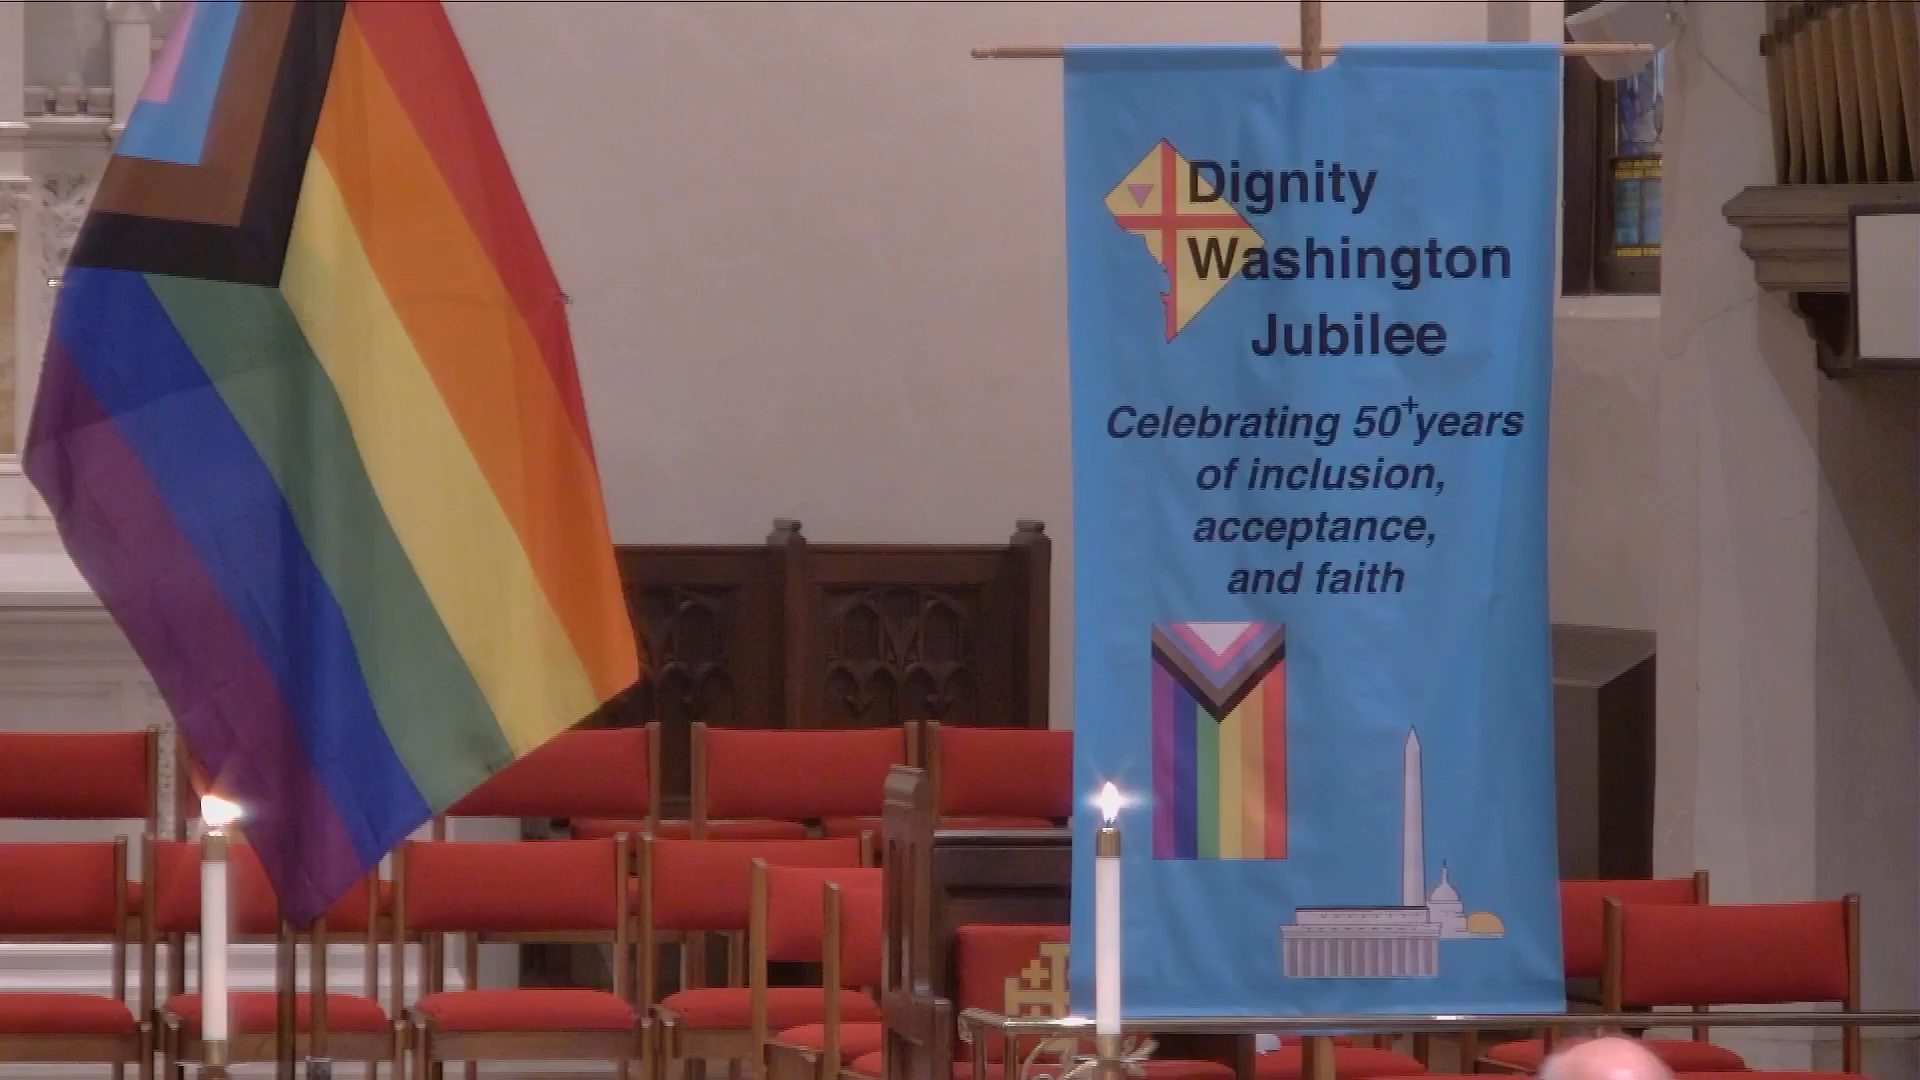 Dignity
Washington
Jubilee
Celebrating 50+years
of inclusion,
acceptance,
and faith